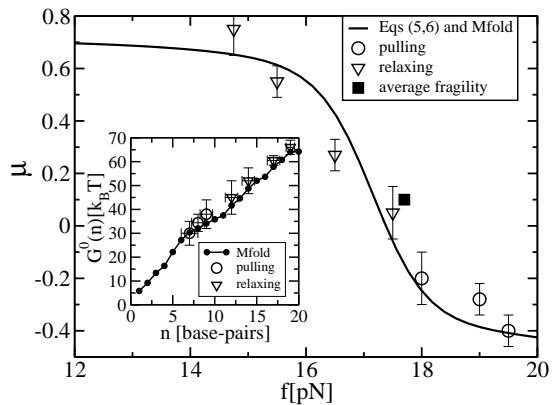 0.8
0.6
0.4
0.2
0
-0.2
-0.4
μ
Eqs (5,6) and Mfold
pulling
relaxing
average fragility
70
60
50
40
30
20
10
0
G⁰(n)[k_BT]
Mfold
pulling
relaxing
0 5 10 15 20
n [base-pairs]
12 14 16 18 20
f[pN]